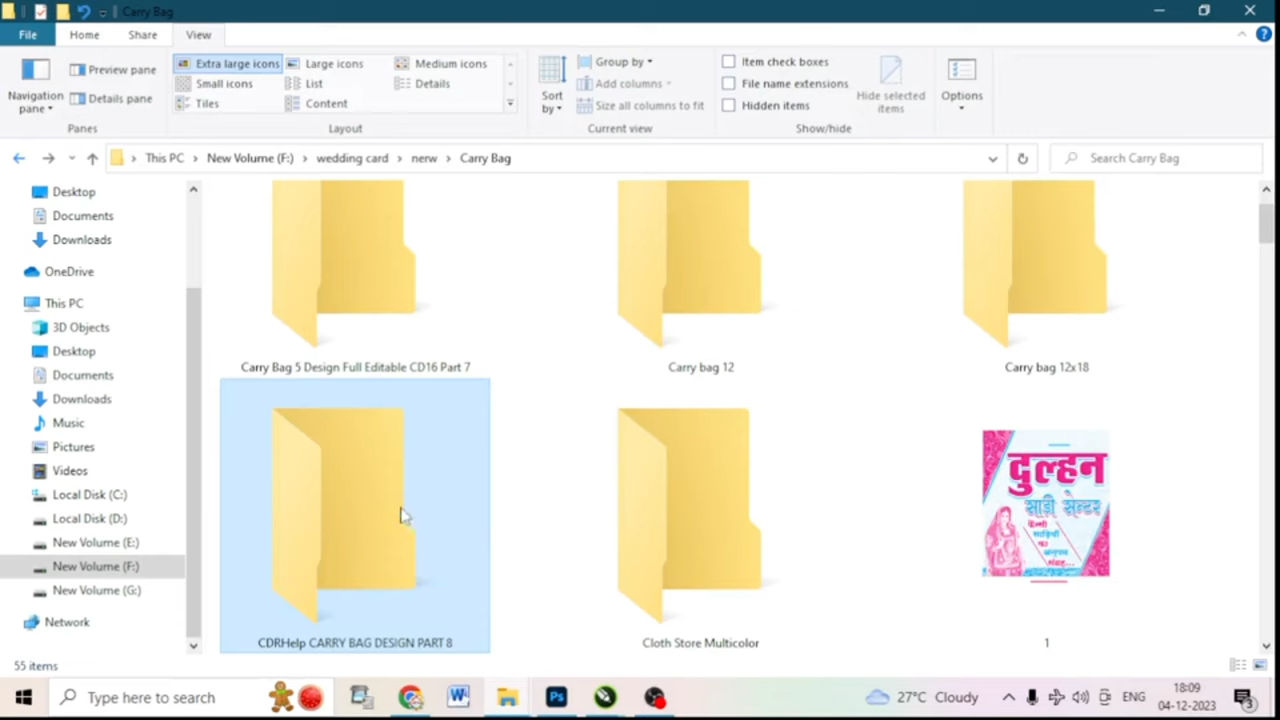 Carry Bag
File Home Share View
Extra large icons Large icons Medium icons
Small icons List Details
Tiles Content
Navigation pane
Preview pane
Details pane
Panes
Layout
Sort by
Group by
Add columns
Size all columns to fit
Current view
Item check boxes
File name extensions
Hidden items
Hide selected items
Show/hide
Options
This PC > New Volume (F:) > wedding card > nerw > Carry Bag
Search Carry Bag
Desktop
Documents
Downloads
OneDrive
This PC
3D Objects
Desktop
Documents
Downloads
Music
Pictures
Videos
Local Disk (C:)
Local Disk (D:)
New Volume (E:)
New Volume (F:)
New Volume (G:)
Network
Carry Bag 5 Design Full Editable CD16 Part 7
Carry bag 12
Carry bag 12x18
दुल्हन
साड़ी सेन्टर
फैन्सी
साड़ियों
का
अनुपम
संग्रह...
CDRHelp CARRY BAG DESIGN PART 8
Cloth Store Multicolor
1
55 items
Type here to search
Ps
27°C Cloudy
ENG
18:09
04-12-2023
3